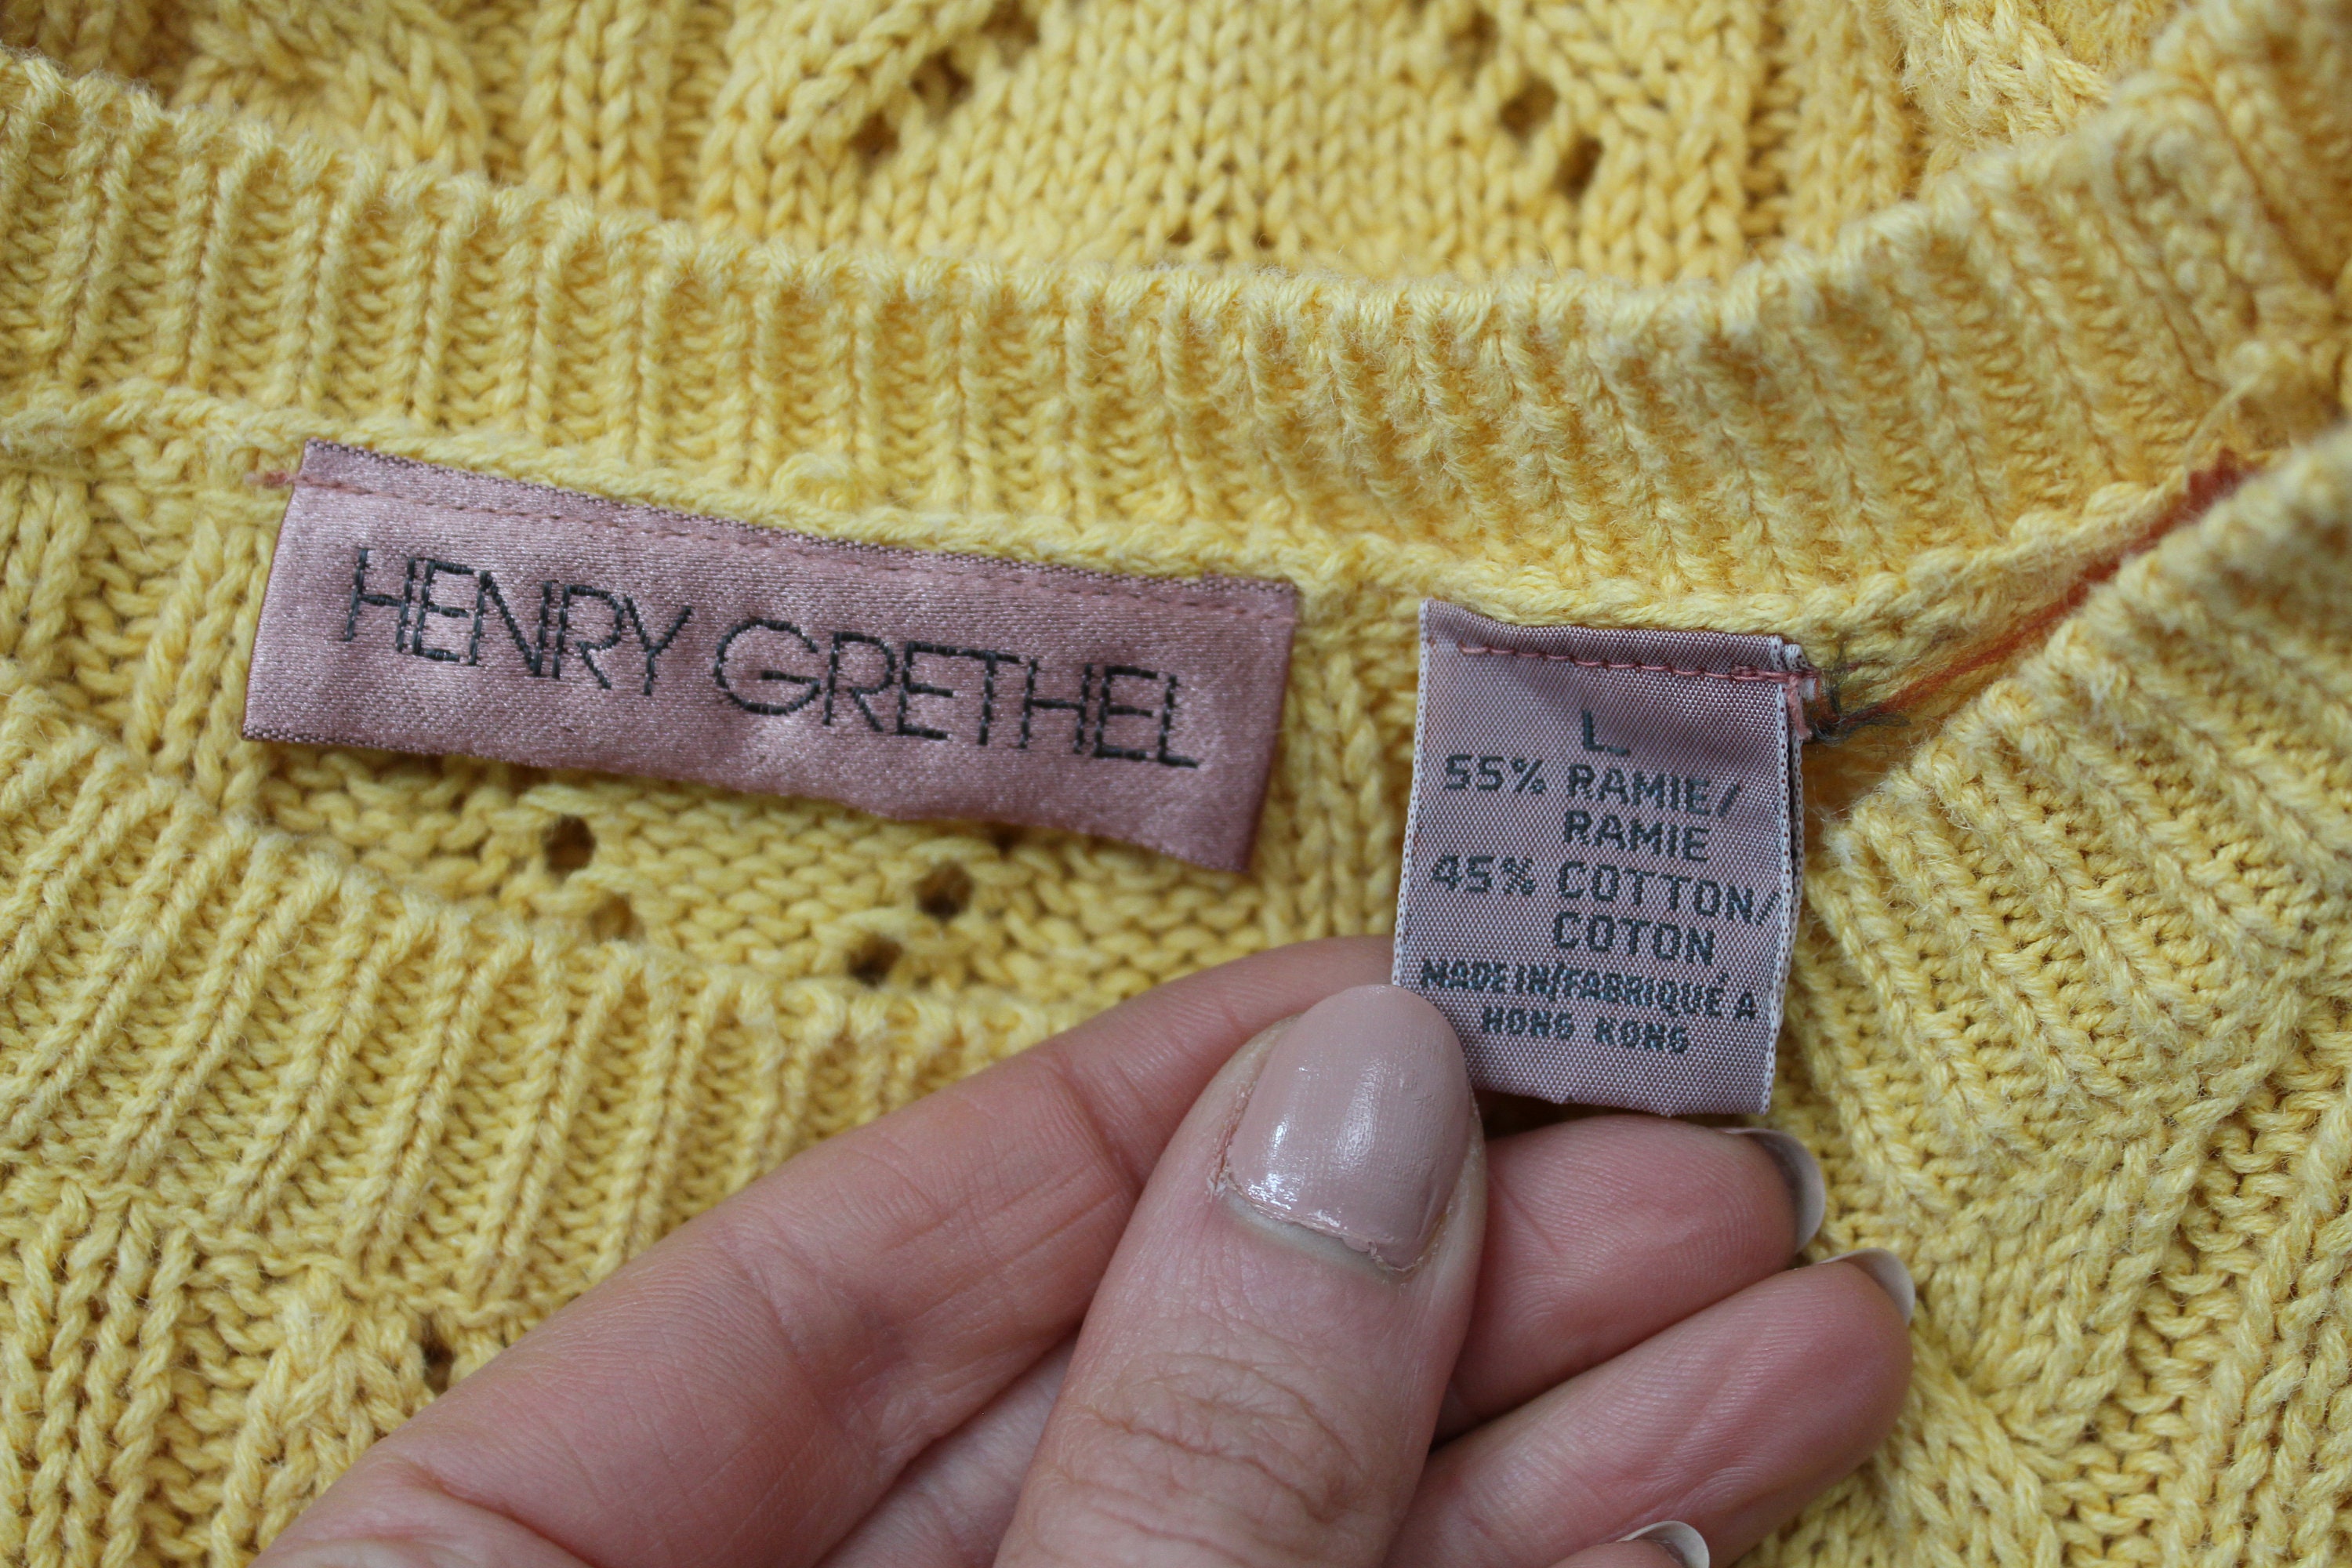 HENRY GRETHEL
L
55% RAMIE/
RAMIE
45% COTTON/
COTON
MADE IN/FABRIQUÉ A
HONG KONG